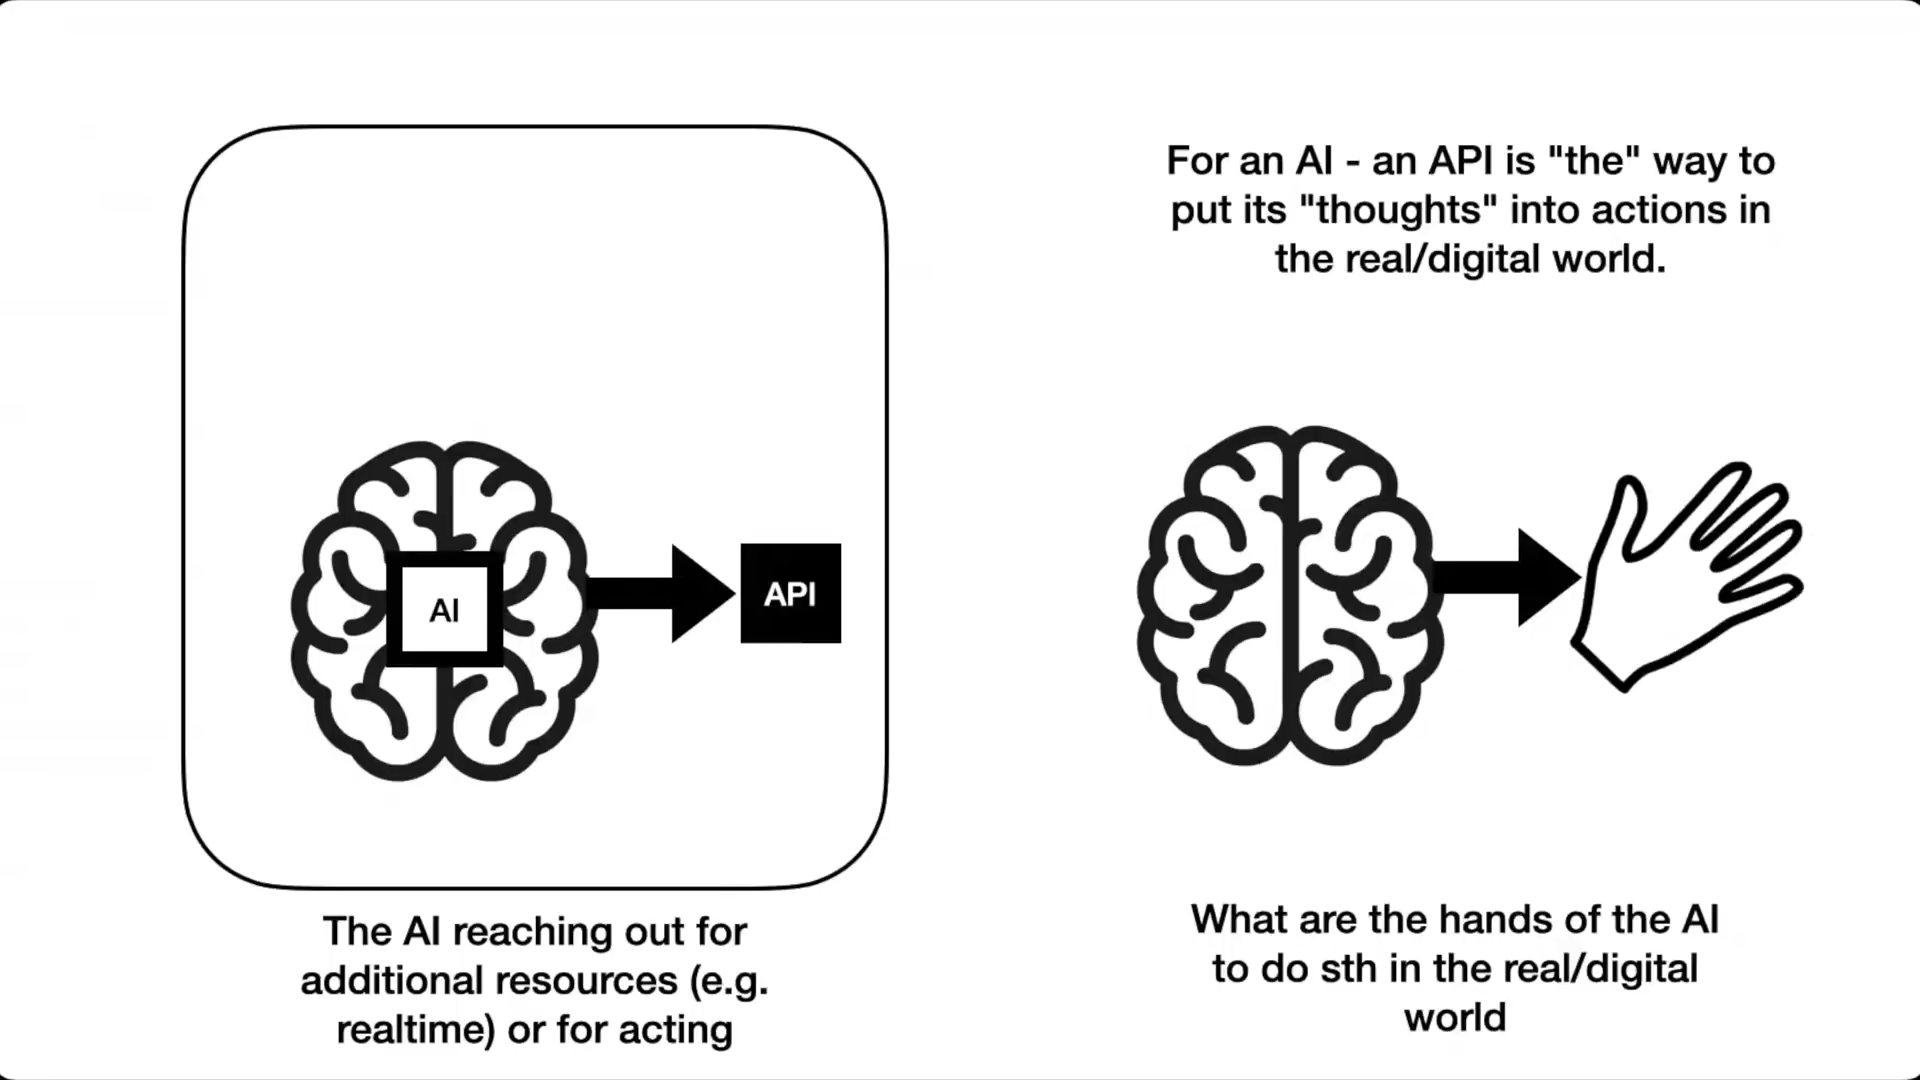 AI
API
The AI reaching out for
additional resources (e.g.
realtime) or for acting
For an AI - an API is "the" way to
put its "thoughts" into actions in
the real/digital world.
What are the hands of the AI
to do sth in the real/digital
world